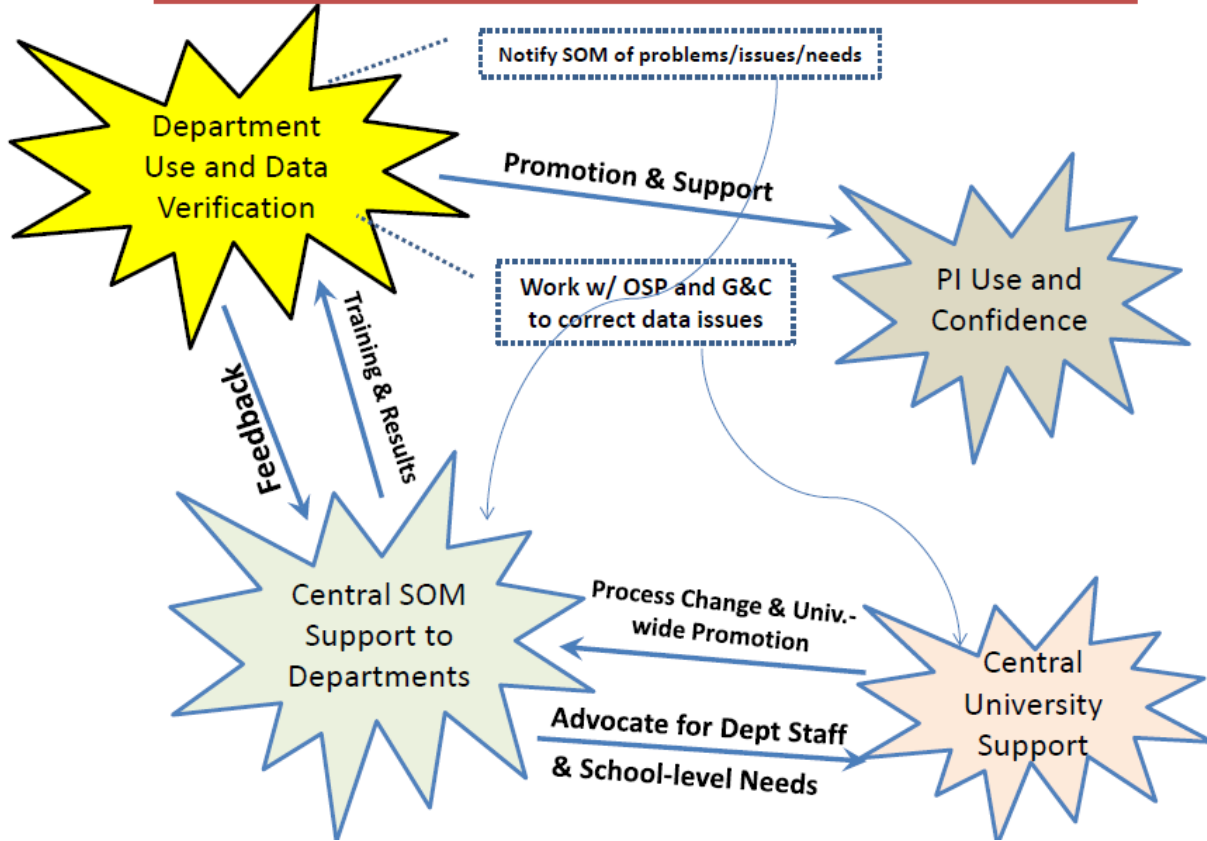 Notify SOM of problems/issues/needs
Department
Use and Data
Verification
Promotion & Support
PI Use and
Confidence
Work w/ OSP and G&C
to correct data issues
Feedback
Training & Results
Central SOM
Support to
Departments
Process Change & Univ.-
wide Promotion
Central
University
Support
Advocate for Dept Staff
& School-level Needs